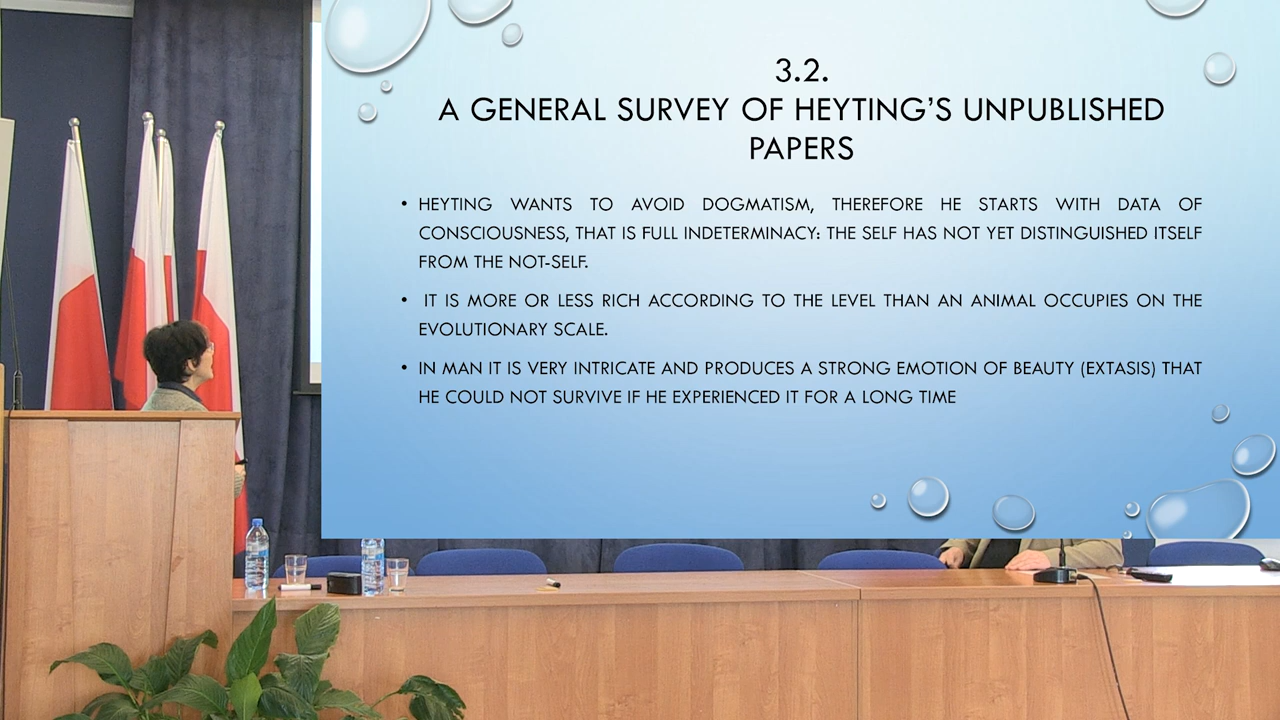 3.2.
A GENERAL SURVEY OF HEYTING'S UNPUBLISHED
PAPERS
• HEYTING WANTS TO AVOID DOGMATISM, THEREFORE HE STARTS WITH DATA OF
CONSCIOUSNESS, THAT IS FULL INDETERMINACY: THE SELF HAS NOT YET DISTINGUISHED ITSELF
FROM THE NOT-SELF.
• IT IS MORE OR LESS RICH ACCORDING TO THE LEVEL THAN AN ANIMAL OCCUPIES ON THE
EVOLUTIONARY SCALE.
• IN MAN IT IS VERY INTRICATE AND PRODUCES A STRONG EMOTION OF BEAUTY (EXTASIS) THAT
HE COULD NOT SURVIVE IF HE EXPERIENCED IT FOR A LONG TIME